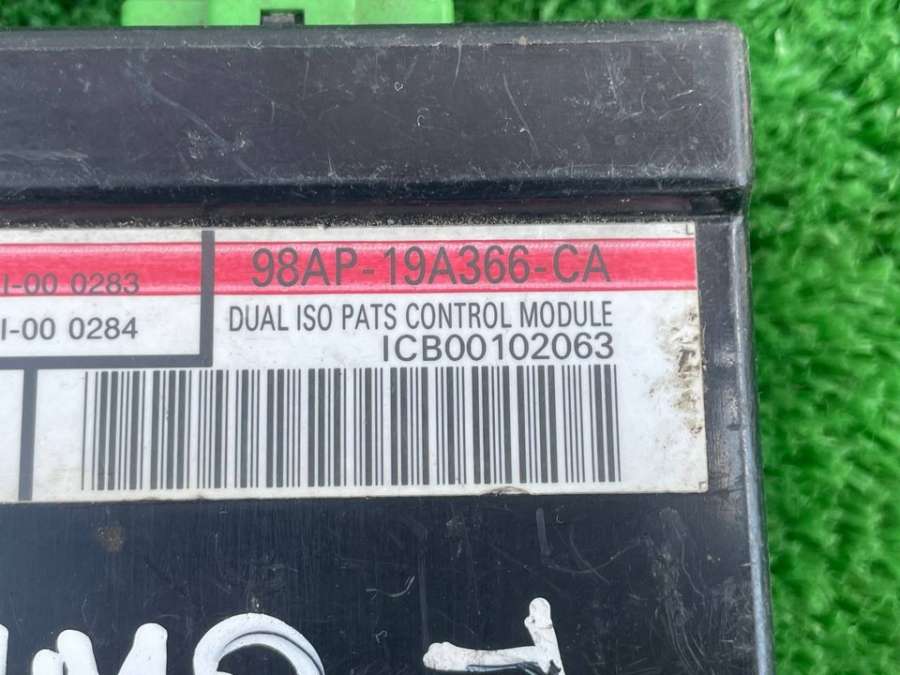 98AP-19A366-CA
I-00 0283
I-00 0284
DUAL ISO PATS CONTROL MODULE
ICB00102063